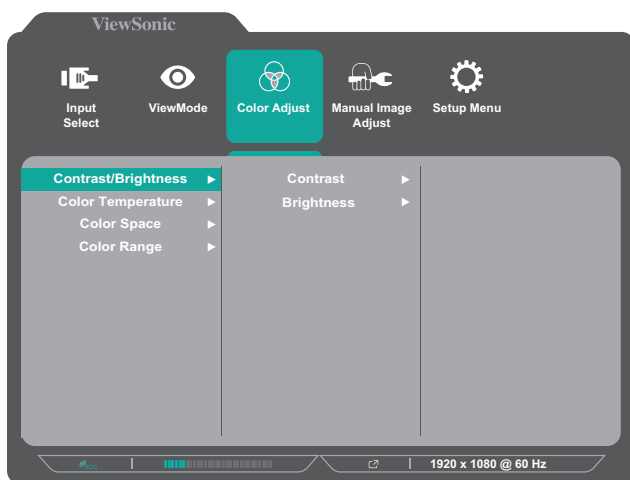 ViewSonic
Input
Select
ViewMode
Color Adjust
Manual Image
Adjust
Setup Menu
Contrast/Brightness
Color Temperature
Color Space
Color Range
Contrast
Brightness
ECO
1920 x 1080 @ 60 Hz